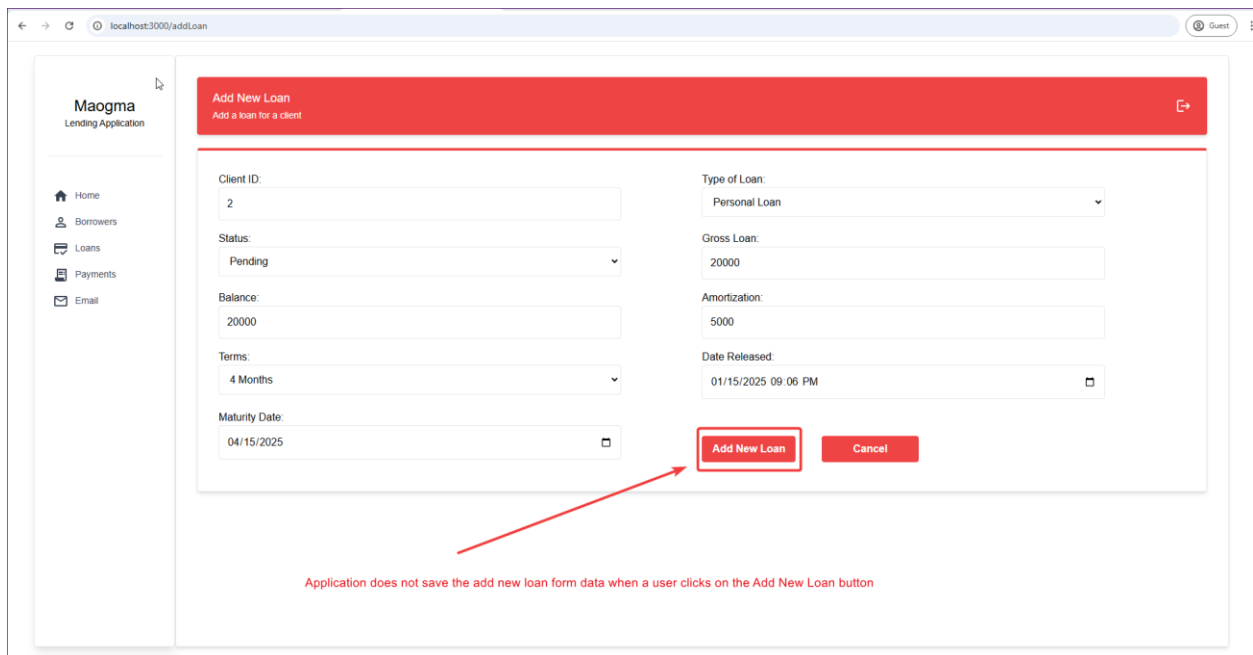 localhost:3000/addLoan
Guest
Maogma
Lending Application
Home
Borrowers
Loans
Payments
Email
Add New Loan
Add a loan for a client
Client ID:
2
Type of Loan:
Personal Loan
Status:
Pending
Gross Loan:
20000
Balance:
20000
Amortization:
5000
Terms:
4 Months
Date Released:
01/15/2025 09:06 PM
Maturity Date:
04/15/2025
Add New Loan
Cancel
Application does not save the add new loan form data when a user clicks on the Add New Loan button